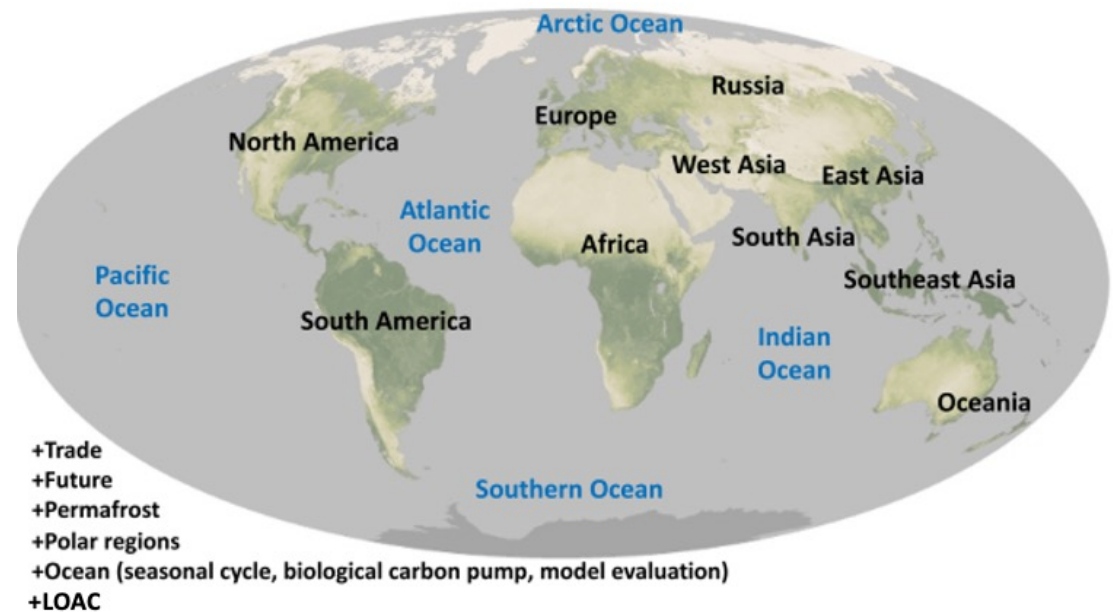 Arctic Ocean
Russia
Europe
North America
West Asia
East Asia
Atlantic
Ocean
Africa
South Asia
Pacific
Ocean
Southeast Asia
South America
Indian
Ocean
Oceania
+Trade
+Future
Southern Ocean
+Permafrost
+Polar regions
+Ocean (seasonal cycle, biological carbon pump, model evaluation)
+LOAC